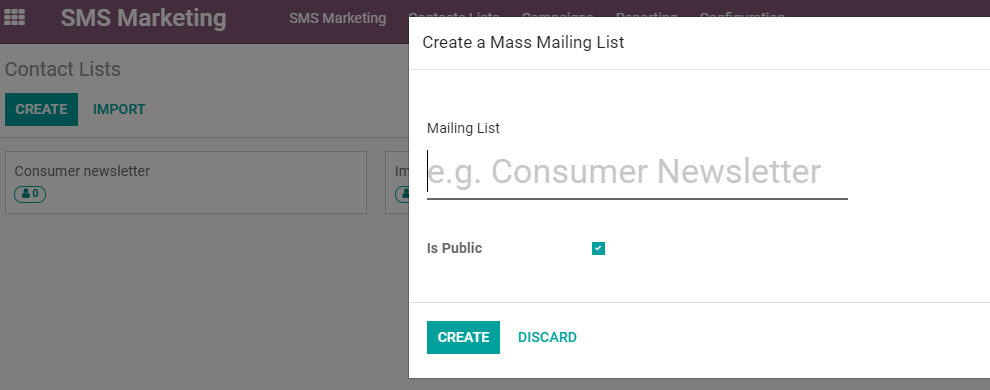 SMS Marketing
SMS Marketing Contacts Lists Campaigns Reporting Configuration
Create a Mass Mailing List
Contact Lists
CREATE IMPORT
Mailing List
e.g. Consumer Newsletter
Consumer newsletter
0
Im
Is Public
CREATE DISCARD